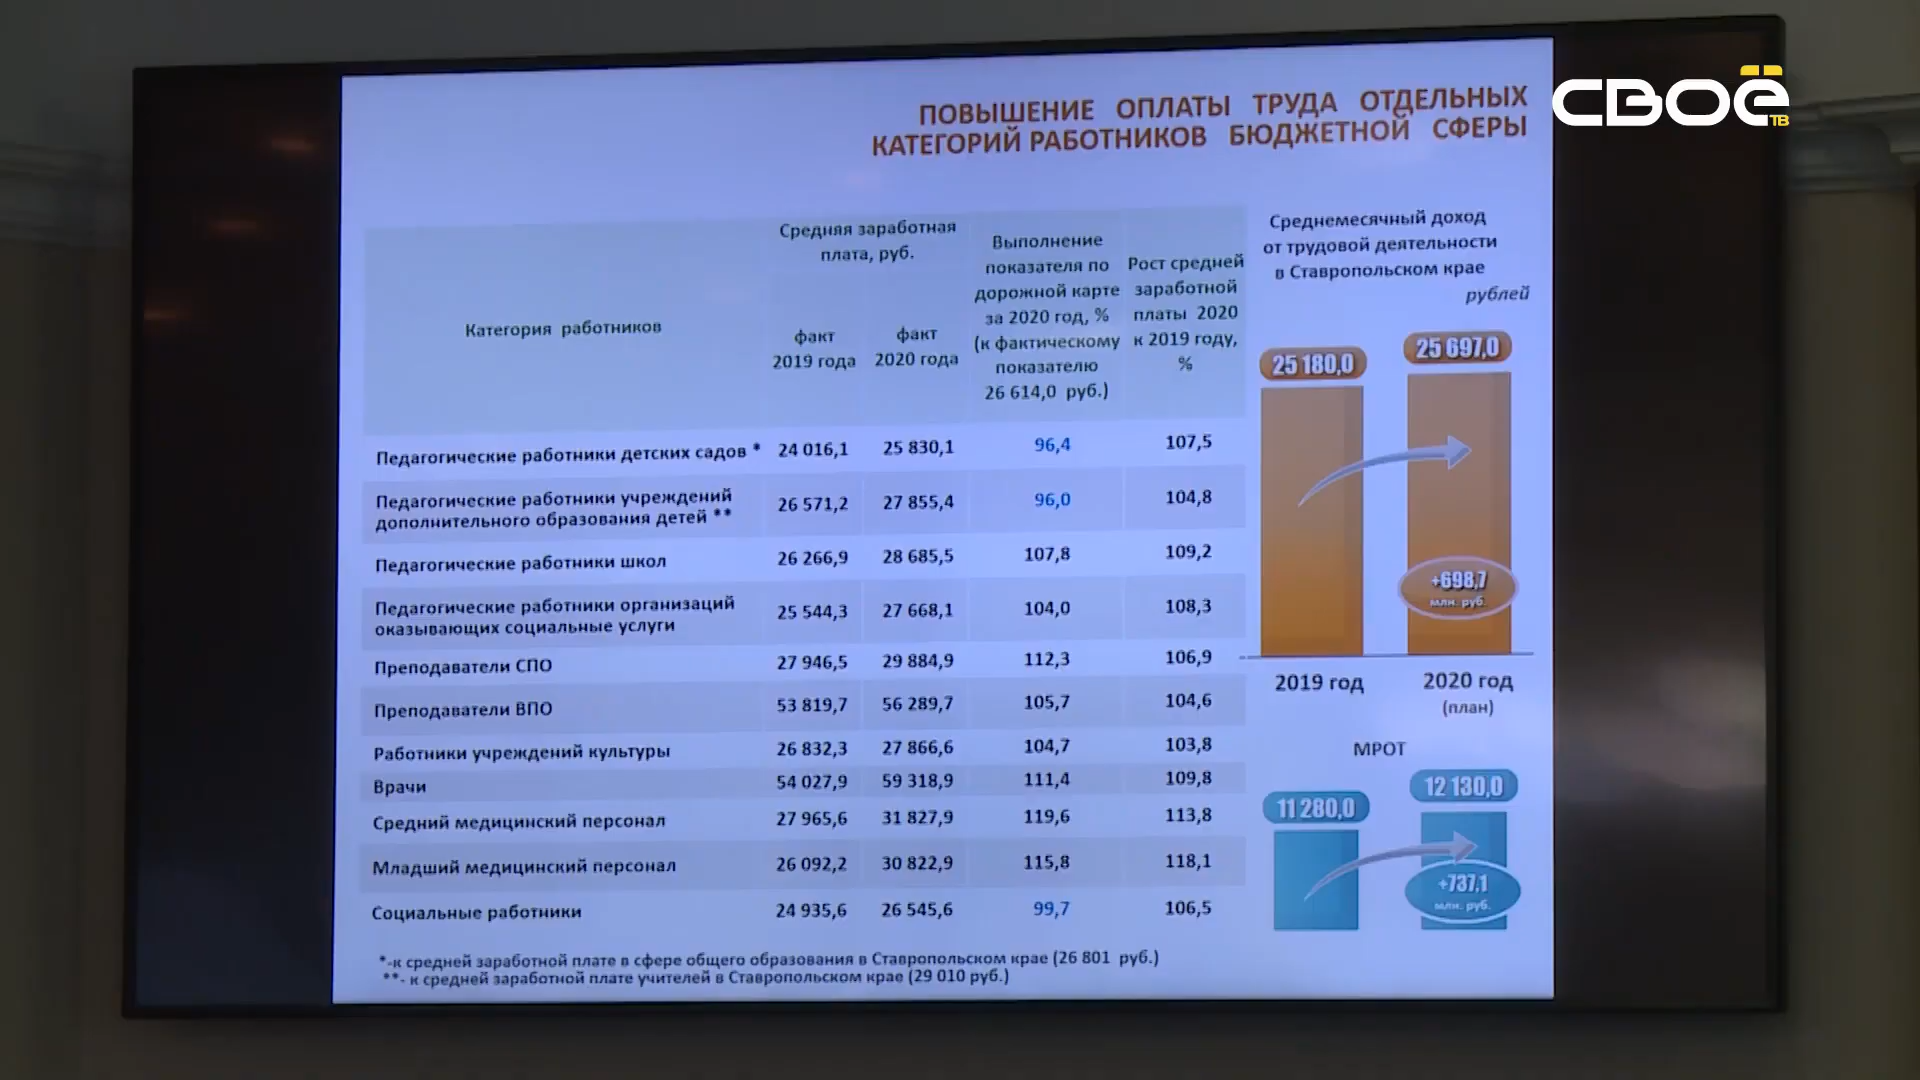 СВОЁ
ТВ
ПОВЫШЕНИЕ ОПЛАТЫ ТРУДА ОТДЕЛЬНЫХ
КАТЕГОРИЙ РАБОТНИКОВ БЮДЖЕТНОЙ СФЕРЫ
Категория работников
Средняя заработная
плата, руб.
факт
2019 года
факт
2020 года
Выполнение
показателя по
дорожной карте
за 2020 год, %
(к фактическому
показателю
26 614,0 руб.)
Рост средней
заработной
платы 2020
к 2019 году,
%
Педагогические работники детских садов * 24 016,1 25 830,1 96,4 107,5
Педагогические работники учреждений
дополнительного образования детей ** 26 571,2 27 855,4 96,0 104,8
Педагогические работники школ 26 266,9 28 685,5 107,8 109,2
Педагогические работники организаций
оказывающих социальные услуги 25 544,3 27 668,1 104,0 108,3
Преподаватели СПО 27 946,5 29 884,9 112,3 106,9
Преподаватели ВПО 53 819,7 56 289,7 105,7 104,6
Работники учреждений культуры 26 832,3 27 866,6 104,7 103,8
Врачи 54 027,9 59 318,9 111,4 109,8
Средний медицинский персонал 27 965,6 31 827,9 119,6 113,8
Младший медицинский персонал 26 092,2 30 822,9 115,8 118,1
Социальные работники 24 935,6 26 545,6 99,7 106,5
*-к средней заработной плате в сфере общего образования в Ставропольском крае (26 801 руб.)
**- к средней заработной плате учителей в Ставропольском крае (29 010 руб.)
Среднемесячный доход
от трудовой деятельности
в Ставропольском крае
рублей
25 180,0
25 697,0
+698,7
млн. руб.
2019 год
2020 год
(план)
МРОТ
11 280,0
12 130,0
+737,1
млн. руб.